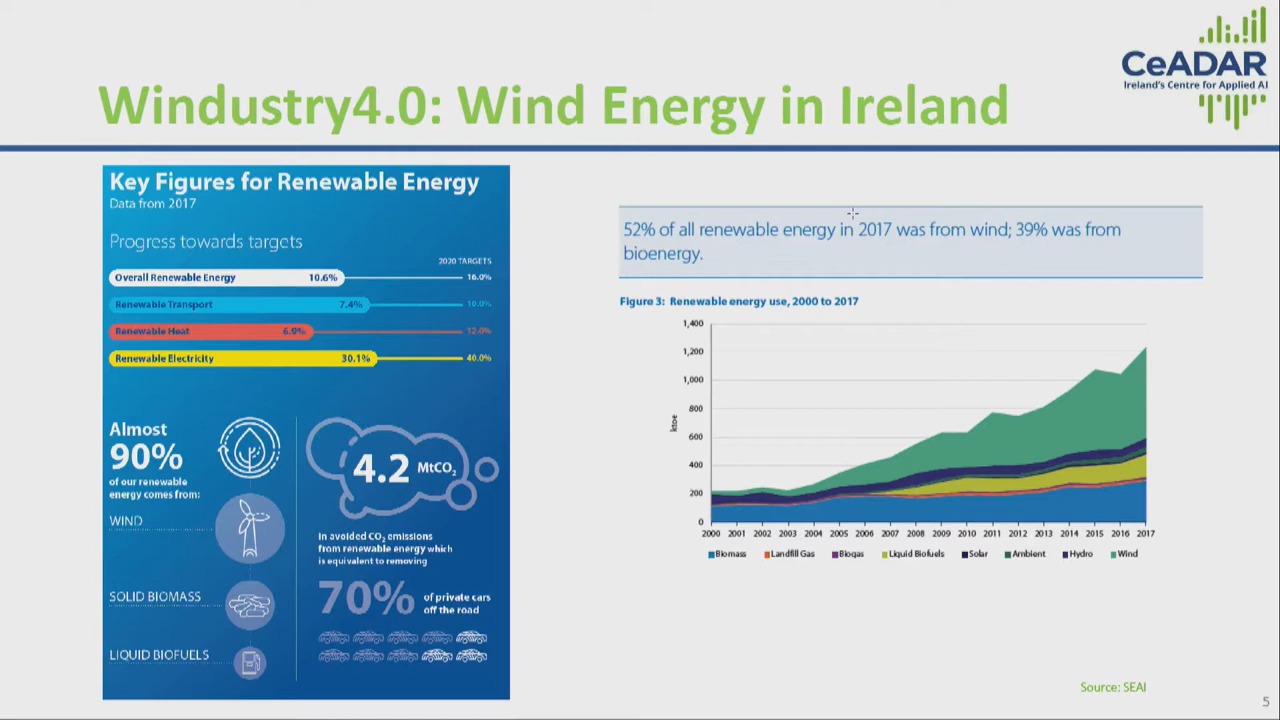 CeADAR
Ireland's Centre for Applied AI
Windustry4.0: Wind Energy in Ireland
Key Figures for Renewable Energy
Data from 2017
Progress towards targets
2020 TARGETS
Overall Renewable Energy 10.6% 16.0%
Renewable Transport 7.4% 10.0%
Renewable Heat 6.9% 12.0%
Renewable Electricity 30.1% 40.0%
Almost
90%
of our renewable
energy comes from:
WIND
SOLID BIOMASS
LIQUID BIOFUELS
4.2 MtCO₂
In avoided CO₂ emissions
from renewable energy which
is equivalent to removing
70% of private cars
off the road
52% of all renewable energy in 2017 was from wind; 39% was from
bioenergy.
Figure 3: Renewable energy use, 2000 to 2017
ktoe
1,400
1,200
1,000
800
600
400
200
0
2000 2001 2002 2003 2004 2005 2006 2007 2008 2009 2010 2011 2012 2013 2014 2015 2016 2017
Biomass Landfill Gas Biogas Liquid Biofuels Solar Ambient Hydro Wind
Source: SEAI
5